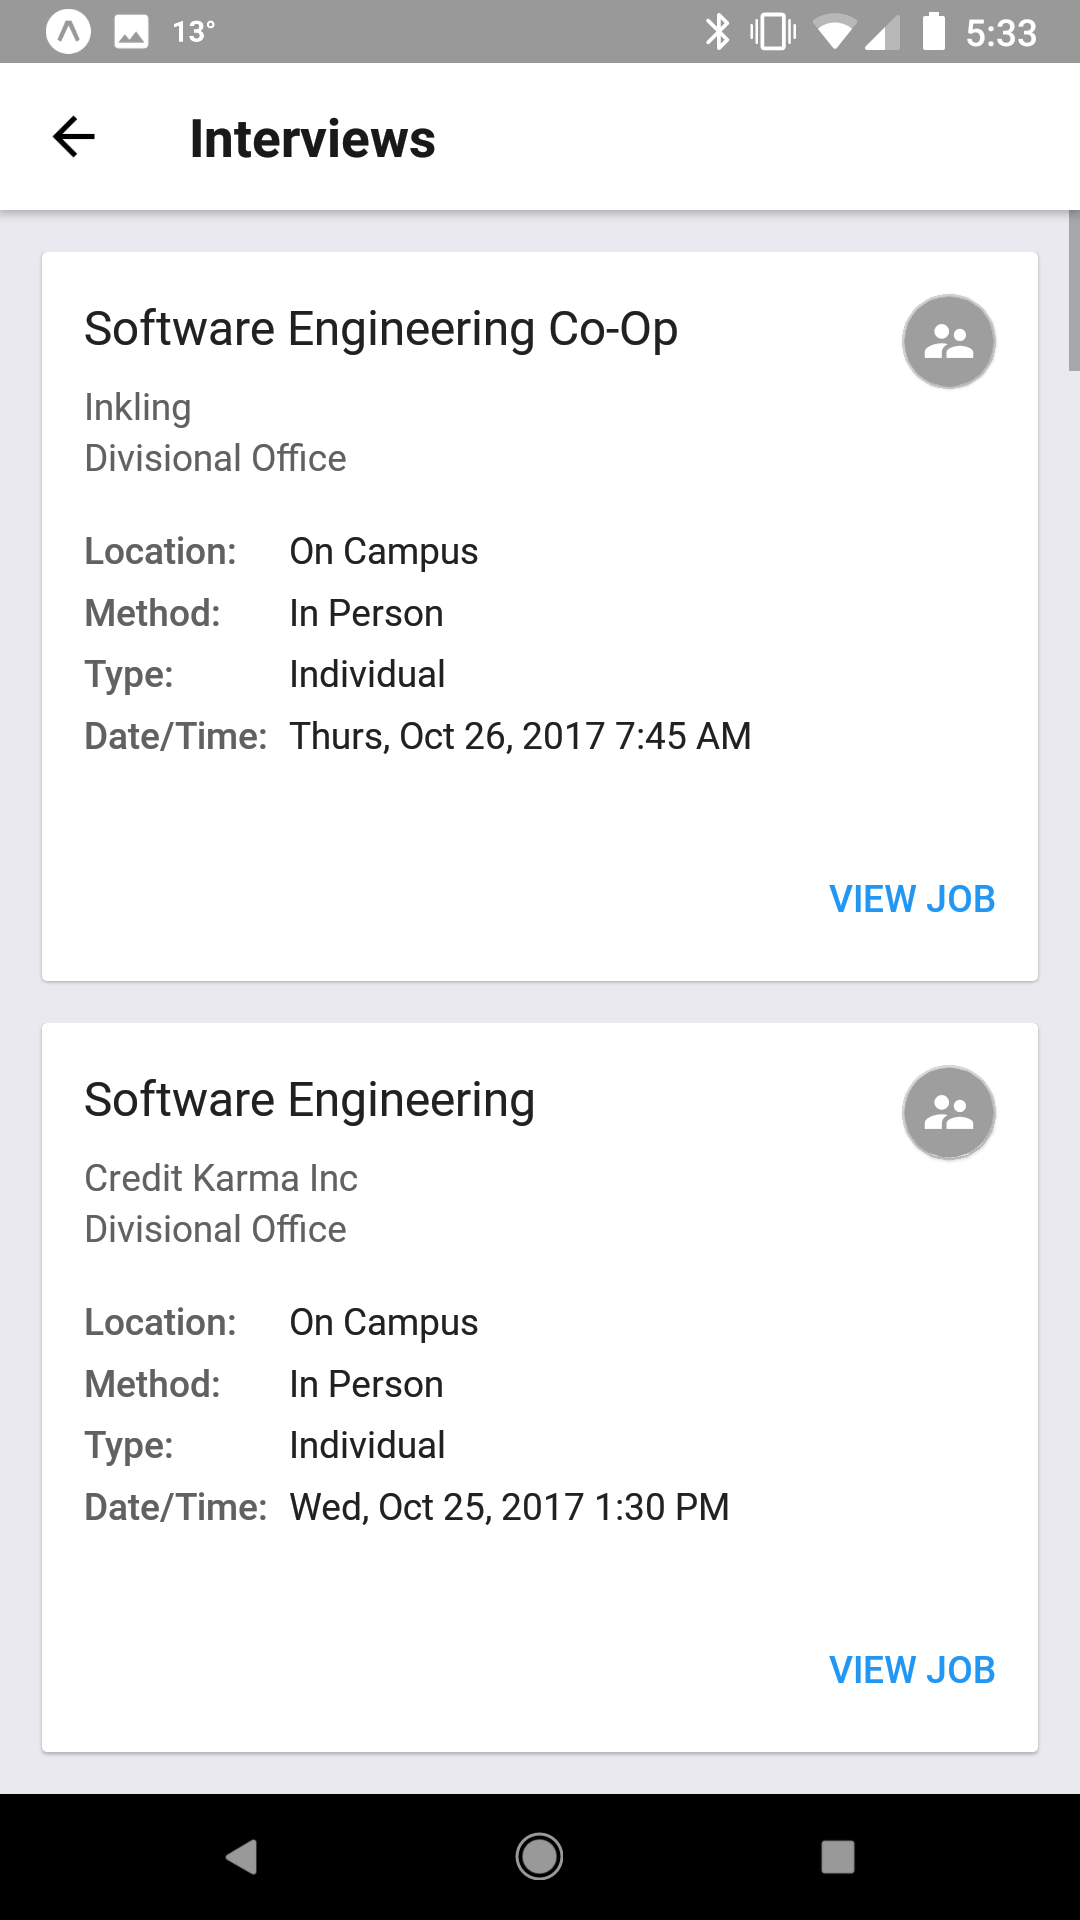 13° 5:33
Interviews
Software Engineering Co-Op
Inkling
Divisional Office
Location: On Campus
Method: In Person
Type: Individual
Date/Time: Thurs, Oct 26, 2017 7:45 AM
VIEW JOB
Software Engineering
Credit Karma Inc
Divisional Office
Location: On Campus
Method: In Person
Type: Individual
Date/Time: Wed, Oct 25, 2017 1:30 PM
VIEW JOB